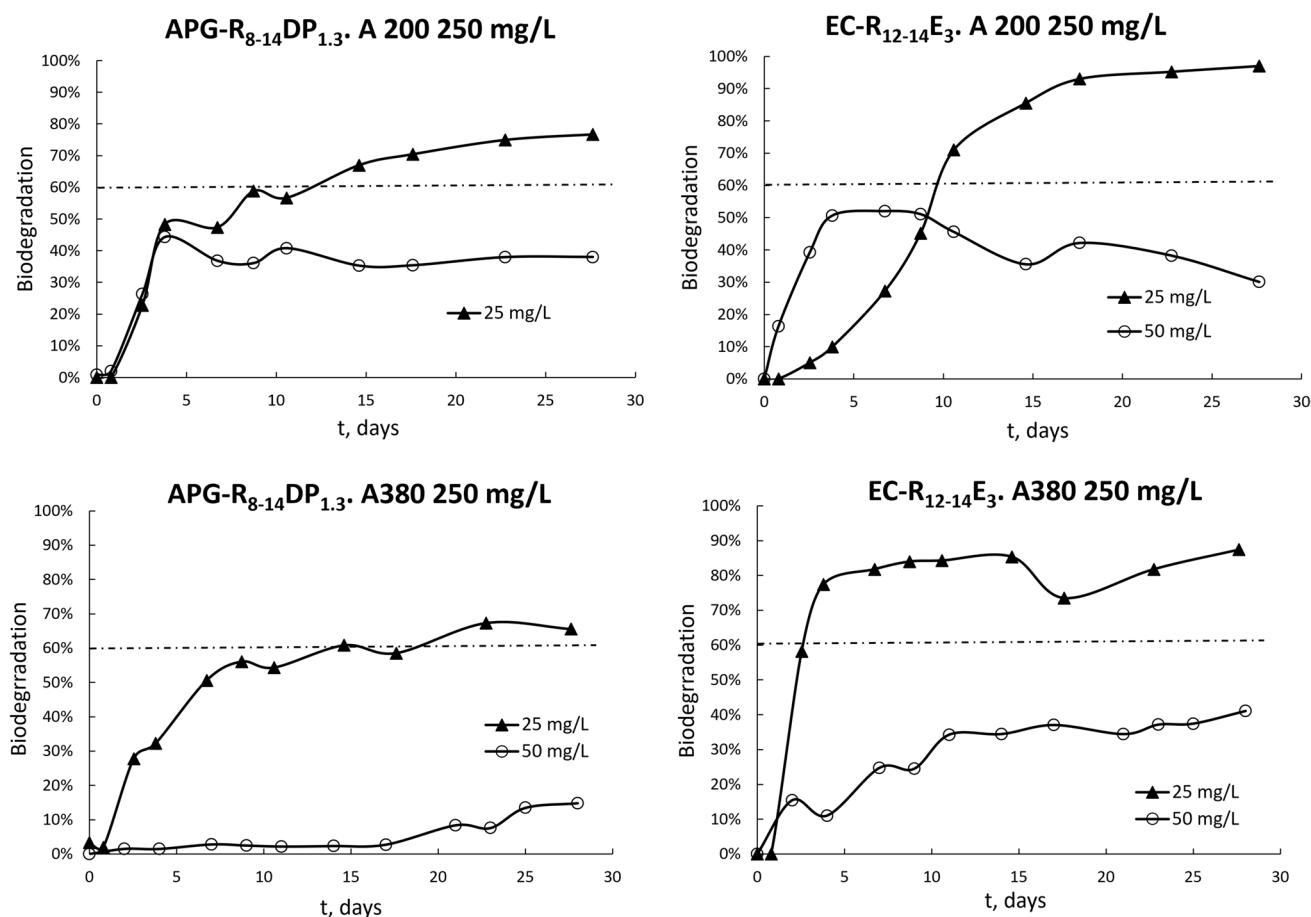 APG-R8-14DP1.3. A 200 250 mg/L
100%
90%
80%
70%
60%
50%
40%
30%
20%
10%
0%
Biodegradation
25 mg/L
0 5 10 15 20 25 30
t, days
EC-R12-14E3. A 200 250 mg/L
100%
90%
80%
70%
60%
50%
40%
30%
20%
10%
0%
Biodegradation
25 mg/L
50 mg/L
0 5 10 15 20 25 30
t, days
APG-R8-14DP1.3. A380 250 mg/L
100%
90%
80%
70%
60%
50%
40%
30%
20%
10%
0%
Biodegrradation
25 mg/L
50 mg/L
0 5 10 15 20 25 30
t, days
EC-R12-14E3. A380 250 mg/L
100%
90%
80%
70%
60%
50%
40%
30%
20%
10%
0%
Biodegradation
25 mg/L
50 mg/L
0 5 10 15 20 25 30
t, days